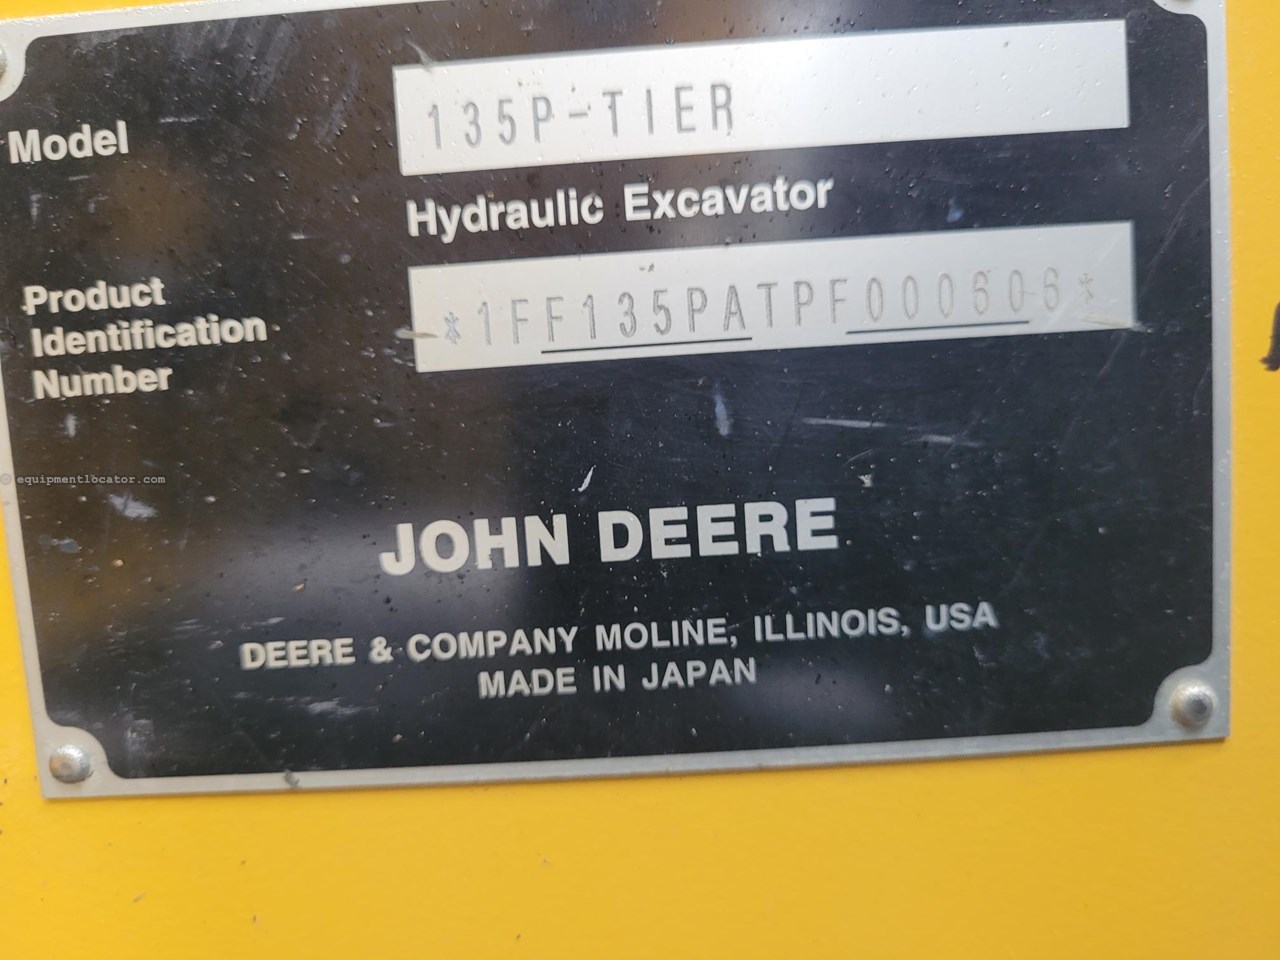 Model
135P-TIER
Hydraulic Excavator
Product
Identification
Number
*1FF135PATPF000606*
© equipmentlocator.com
JOHN DEERE
DEERE & COMPANY MOLINE, ILLINOIS, USA
MADE IN JAPAN